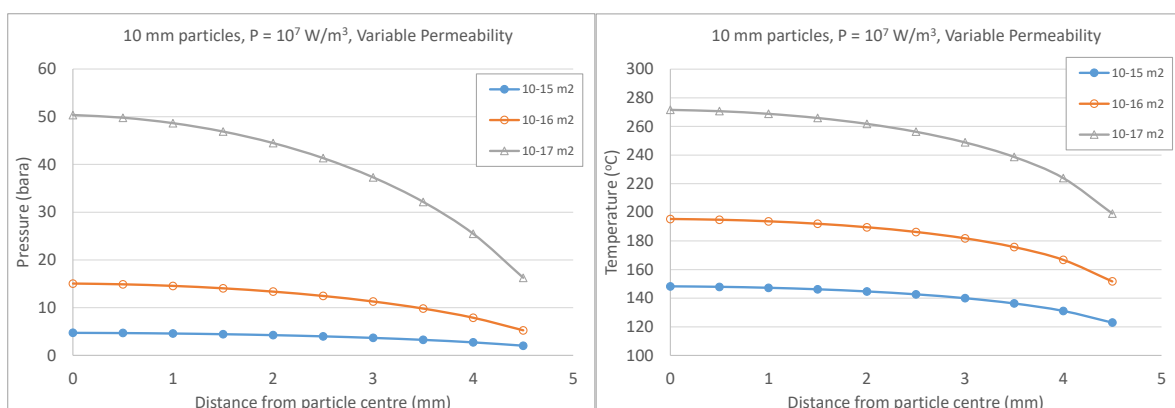 10 mm particles, P = 10⁷ W/m³, Variable Permeability
60
50
40
30
20
10
0
Pressure (bara)
0 1 2 3 4 5
Distance from particle centre (mm)
10-15 m2
10-16 m2
10-17 m2
10 mm particles, P = 10⁷ W/m³, Variable Permeability
300
280
260
240
220
200
180
160
140
120
100
Temperature (°C)
0 1 2 3 4 5
Distance from particle centre (mm)
10-15 m2
10-16 m2
10-17 m2